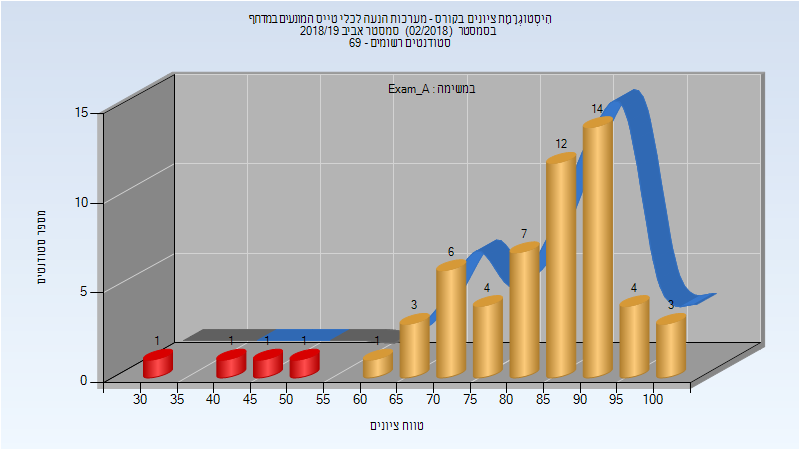 היסטוגרמת ציונים בקורס - מערכות הנעה לכלי טייס המונעים במדחף
בסמסטר (02/2018) סמסטר אביב 2018/19
סטודנטים רשומים - 69
במשימה : Exam_A
מספר סטודנטים
15
10
5
0
1
1
1
1
1
3
6
4
7
12
14
4
3
30 35 40 45 50 55 60 65 70 75 80 85 90 95 100
טווח ציונים